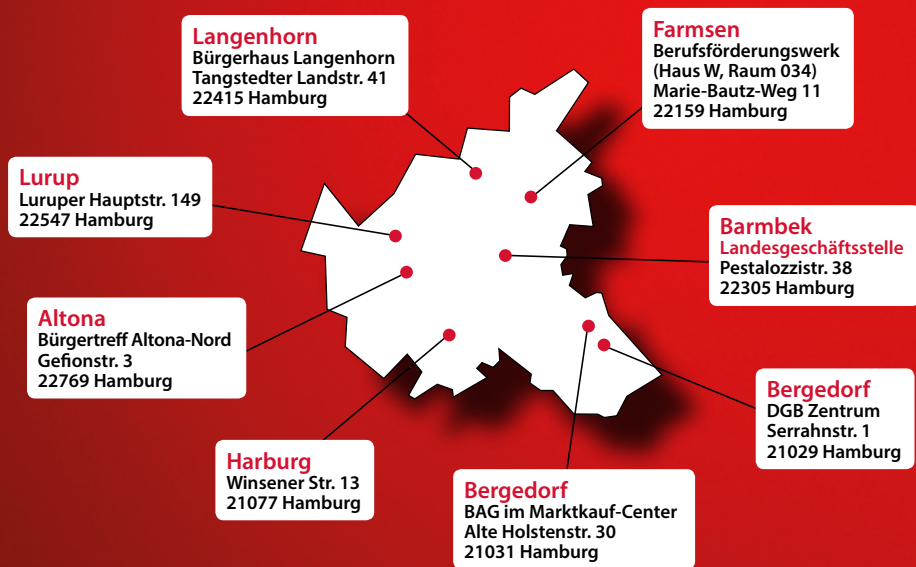 Langenhorn
Bürgerhaus Langenhorn
Tangstedter Landstr. 41
22415 Hamburg
Farmsen
Berufsförderungswerk
(Haus W, Raum 034)
Marie-Bautz-Weg 11
22159 Hamburg
Lurup
Luruper Hauptstr. 149
22547 Hamburg
Barmbek
Landesgeschäftsstelle
Pestalozzistr. 38
22305 Hamburg
Altona
Bürgertreff Altona-Nord
Gefionstr. 3
22769 Hamburg
Bergedorf
DGB Zentrum
Serrahnstr. 1
21029 Hamburg
Harburg
Winsener Str. 13
21077 Hamburg
Bergedorf
BAG im Marktkauf-Center
Alte Holstenstr. 30
21031 Hamburg